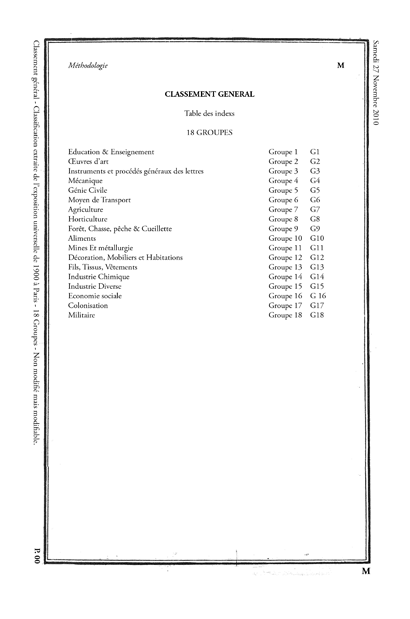 Méthodologie M
CLASSEMENT GENERAL
Table des indexs
18 GROUPES
Education & Enseignement Groupe 1 G1
Œuvres d'art Groupe 2 G2
Instruments et procédés généraux des lettres Groupe 3 G3
Mécanique Groupe 4 G4
Génie Civile Groupe 5 G5
Moyen de Transport Groupe 6 G6
Agriculture Groupe 7 G7
Horticulture Groupe 8 G8
Forêt, Chasse, pêche & Cueillette Groupe 9 G9
Aliments Groupe 10 G10
Mines Et métallurgie Groupe 11 G11
Décoration, Mobiliers et Habitations Groupe 12 G12
Fils, Tissus, Vêtements Groupe 13 G13
Industrie Chimique Groupe 14 G14
Industrie Diverse Groupe 15 G15
Economie sociale Groupe 16 G 16
Colonisation Groupe 17 G17
Militaire Groupe 18 G18
Samedi 27 Novembre 2010
Classement général - Classification extraite de l'exposition universelle de 1900 à Paris - 18 Groupes - Non modifié mais modifiable.
P. 00
M